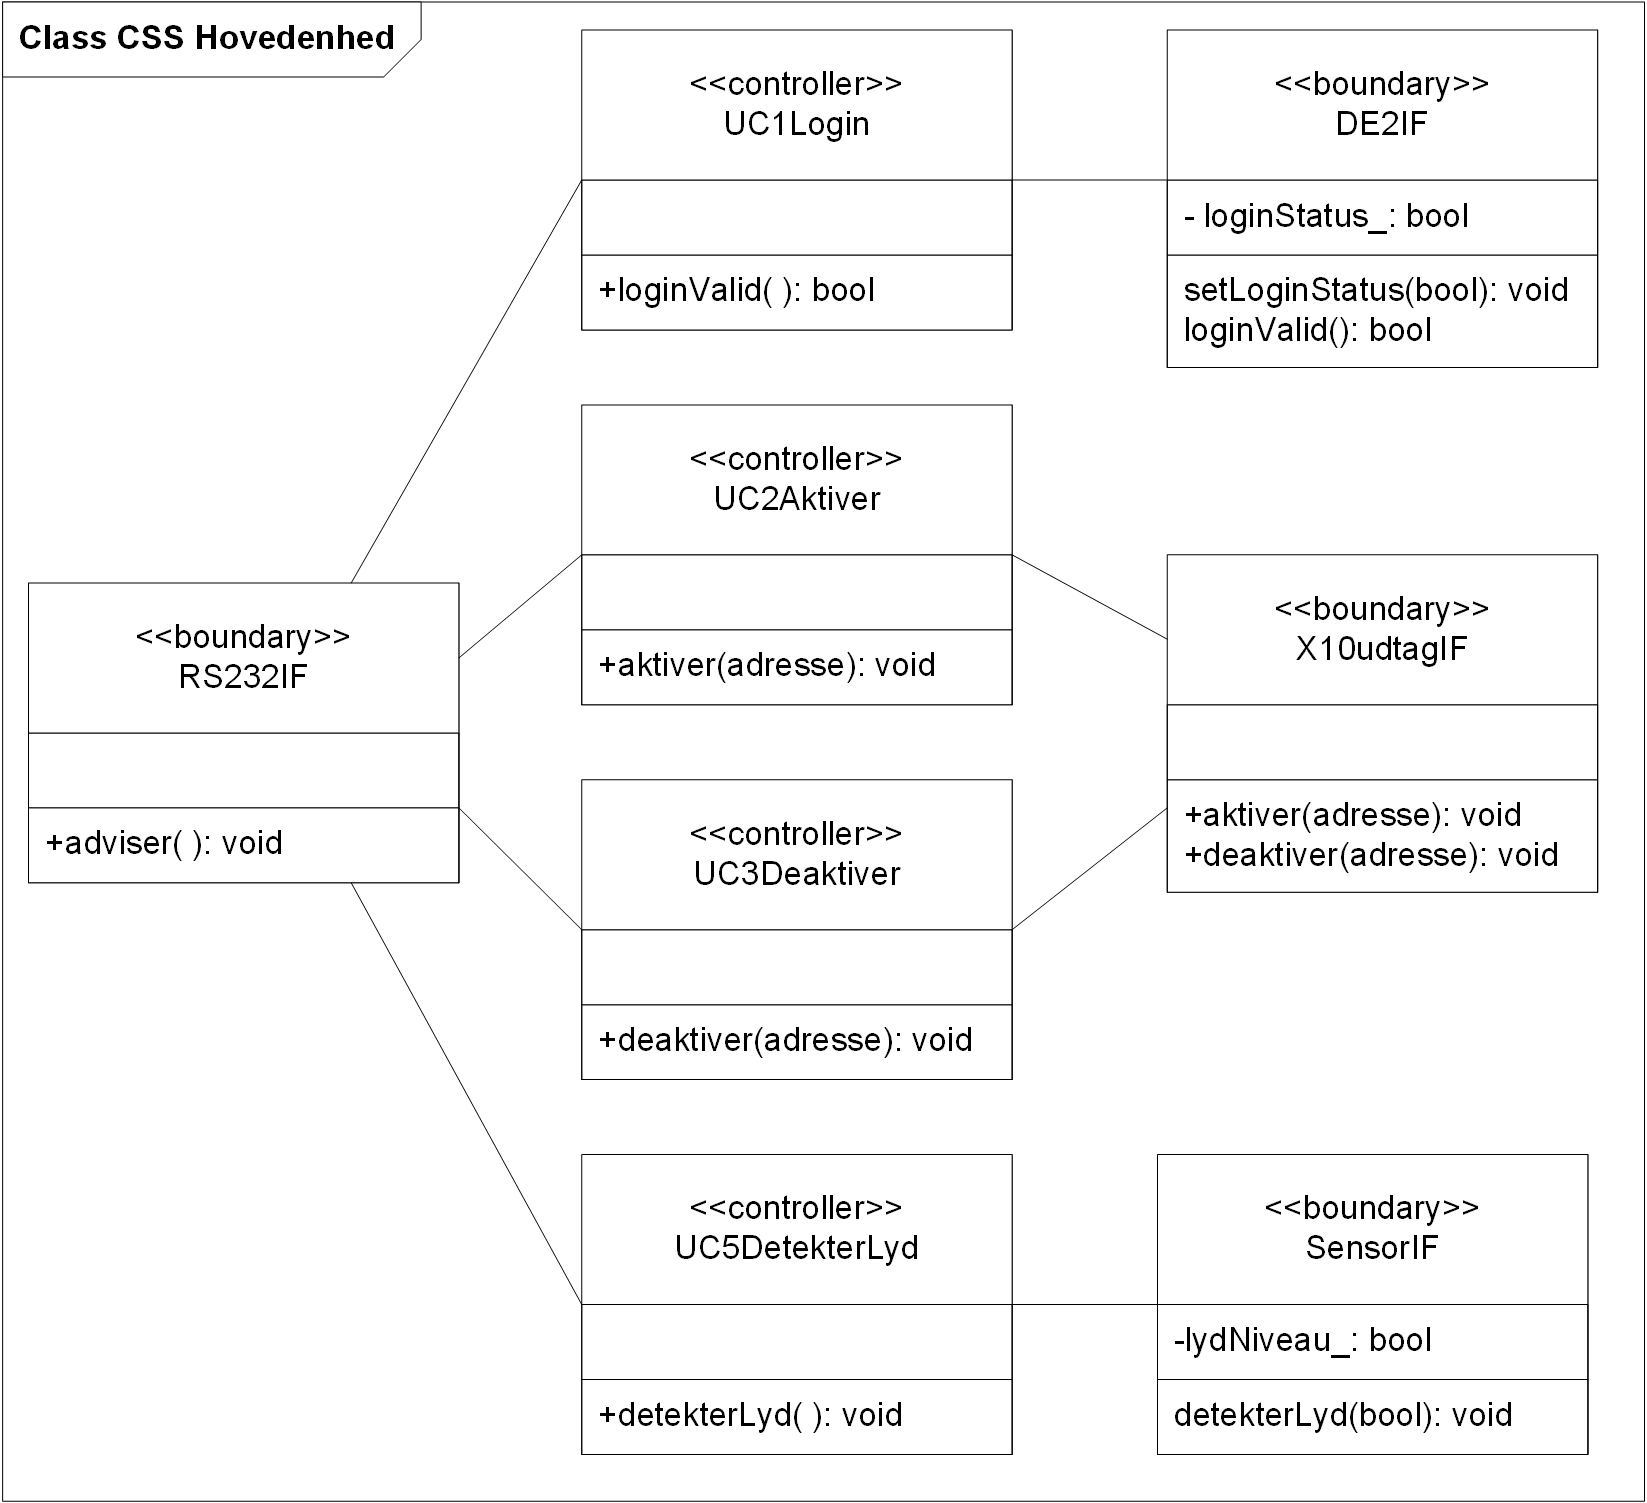 Class CSS Hovedenhed
<<controller>>
UC1Login
+loginValid( ): bool
<<boundary>>
DE2IF
- loginStatus_: bool
setLoginStatus(bool): void
loginValid(): bool
<<controller>>
UC2Aktiver
+aktiver(adresse): void
<<boundary>>
RS232IF
+adviser( ): void
<<boundary>>
X10udtagIF
+aktiver(adresse): void
+deaktiver(adresse): void
<<controller>>
UC3Deaktiver
+deaktiver(adresse): void
<<controller>>
UC5DetekterLyd
+detekterLyd( ): void
<<boundary>>
SensorIF
-lydNiveau_: bool
detekterLyd(bool): void